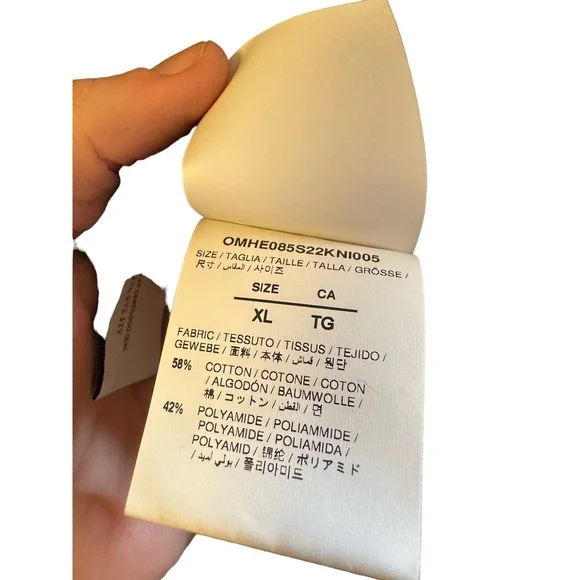 OMHE085S22KNI005
SIZE / TAGLIA / TAILLE / TALLA / GRÖSSE /
尺寸 / المقاس / 사이즈
SIZE CA
XL TG
FABRIC / TESSUTO / TISSUS / TEJIDO /
GEWEBE / 面料 / 本体 / قماش / 원단
58% COTTON / COTONE / COTON
/ ALGODÓN / BAUMWOLLE /
棉 / コットン / القطن / 면
42% POLYAMIDE / POLIAMMIDE /
POLYAMIDE / POLIAMIDA /
POLYAMID / 锦纶 / ポリアミド
/ بولي أميد / 폴리아미드